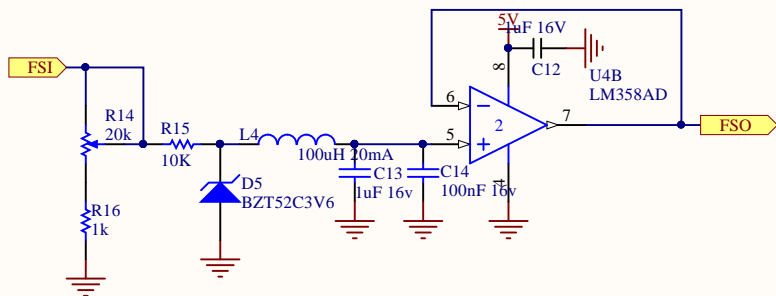 5V
1uF 16V
C12
U4B
LM358AD
FSI
8
6
2
7
5
4
FSO
R14
20k
R15
10K
L4
100uH 20mA
C13
1uF 16v
C14
100nF 16v
D5
BZT52C3V6
R16
1k